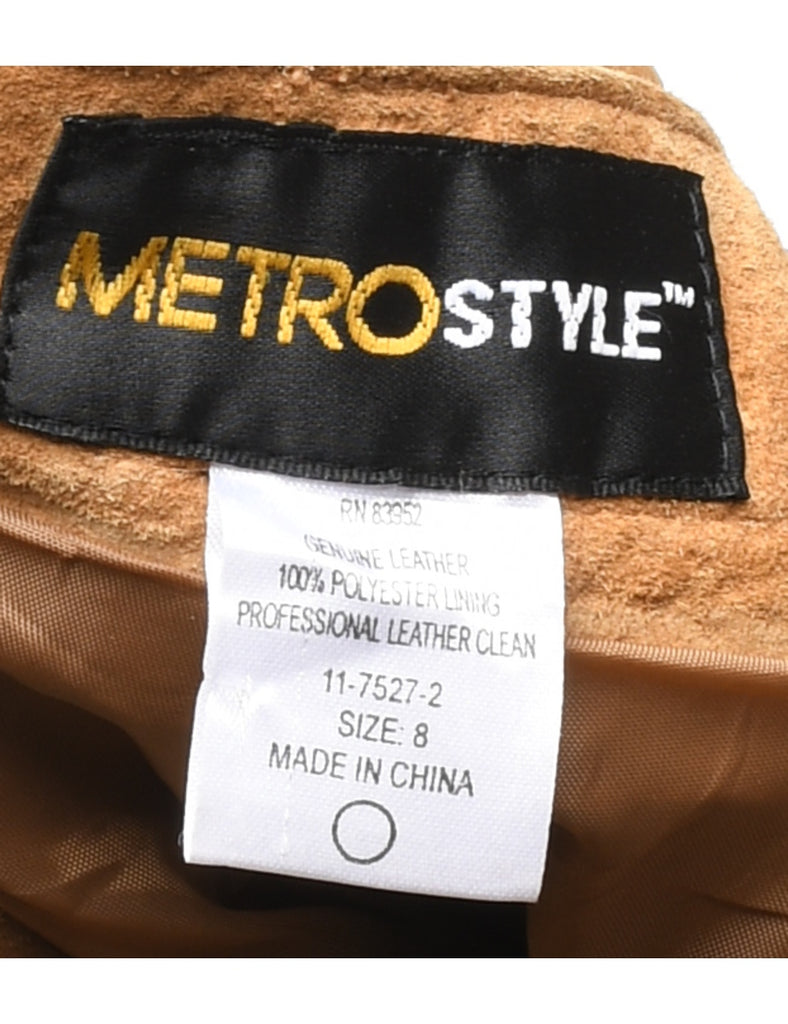 METROSTYLE™
RN 83952
GENUINE LEATHER
100% POLYESTER LINING
PROFESSIONAL LEATHER CLEAN
11-7527-2
SIZE: 8
MADE IN CHINA